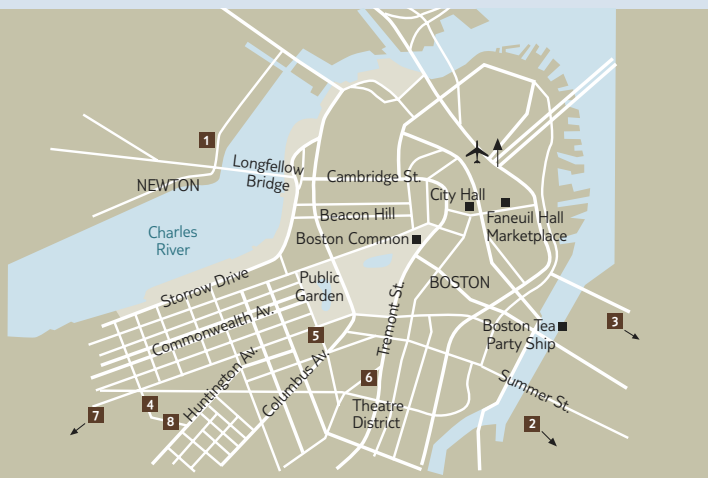 1
Longfellow
Bridge
NEWTON
Cambridge St.
City Hall
Beacon Hill
Faneuil Hall
Marketplace
Charles
River
Boston Common
Storrow Drive
Public
Garden
BOSTON
Commonwealth Av.
Tremont St.
5
Boston Tea
Party Ship
3
Huntington Av.
Columbus Av.
6
Summer St.
7
4
8
Theatre
District
2